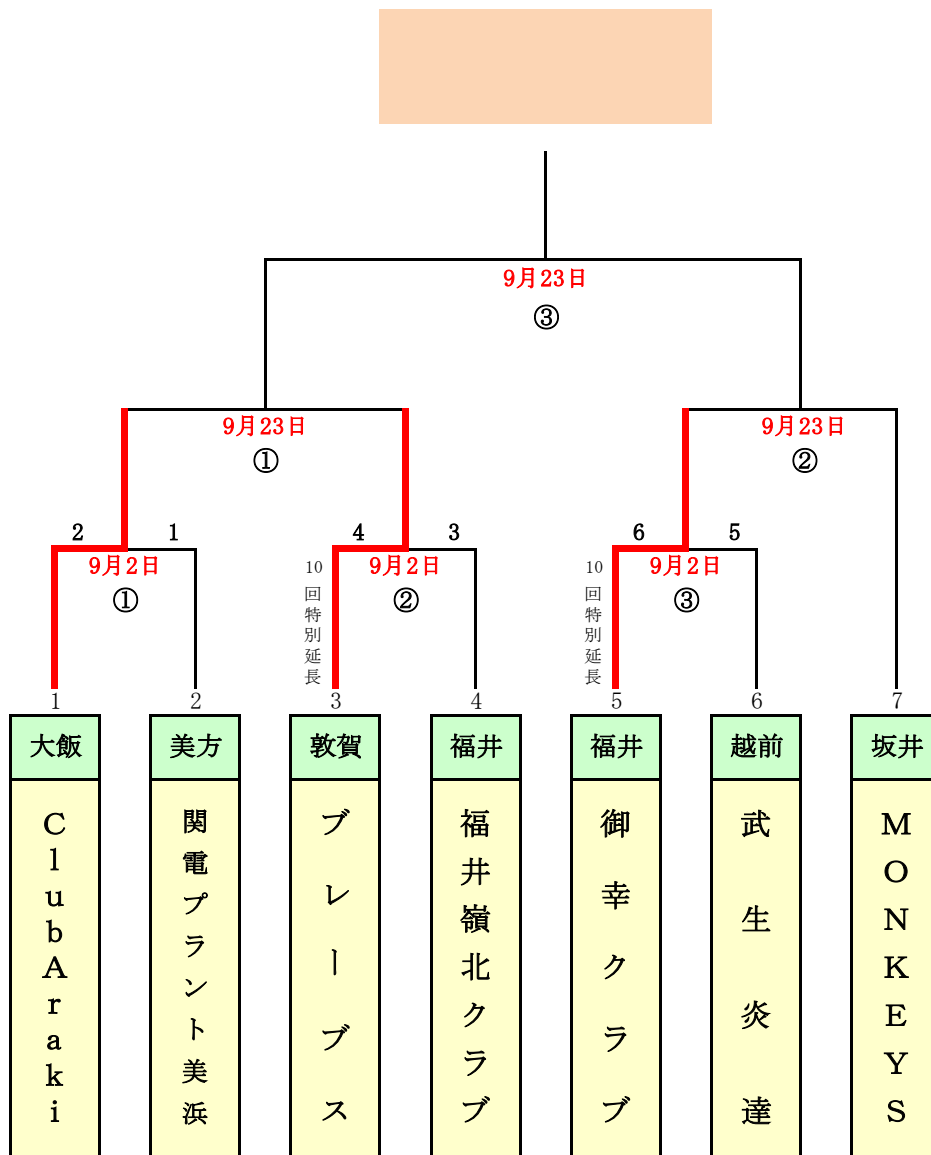 9月23日
③
9月23日
①
9月23日
②
2 1
4 3
6 5
9月2日
①
10回特別延長
9月2日
②
10回特別延長
9月2日
③
1 2 3 4 5 6 7
大飯 美方 敦賀 福井 福井 越前 坂井
ClubAraki
関電プラント美浜
ブレーブス
福井嶺北クラブ
御幸クラブ
武生炎達
MONKEYS